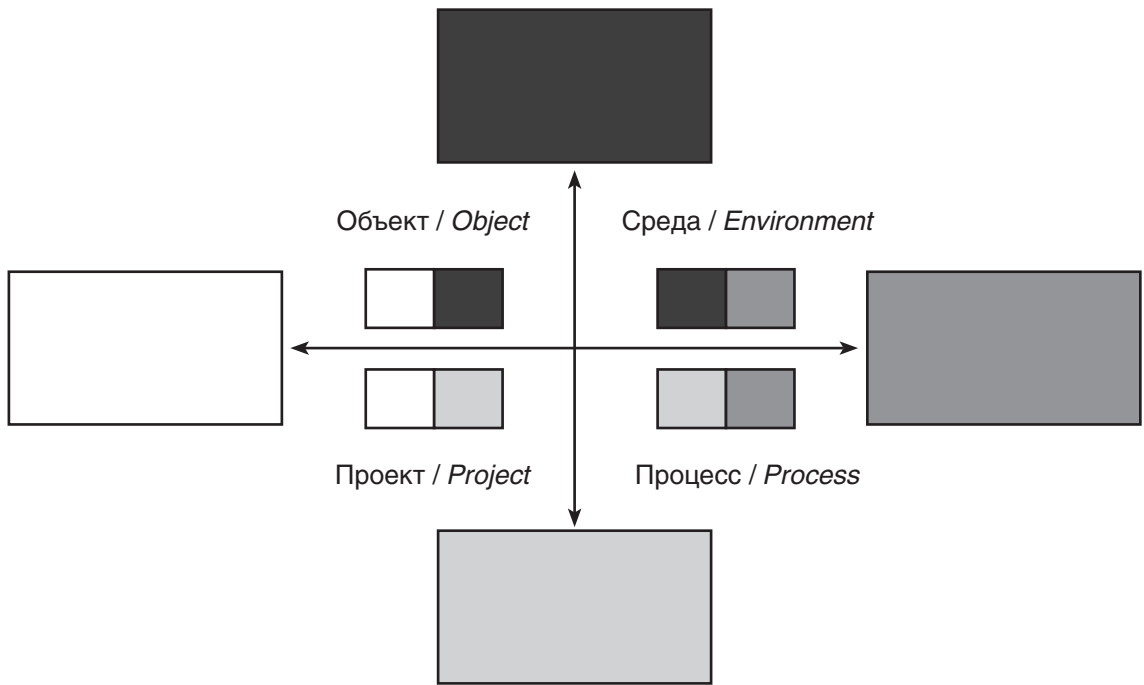 Объект / Object
Среда / Environment
Проект / Project
Процесс / Process